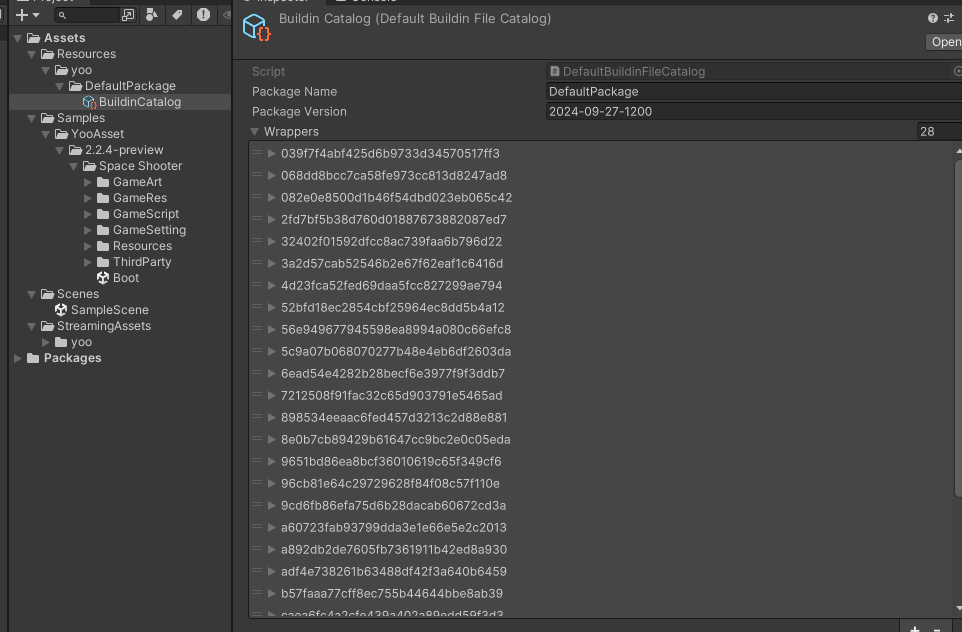 Assets
Resources
yoo
DefaultPackage
BuildinCatalog
Samples
YooAsset
2.2.4-preview
Space Shooter
GameArt
GameRes
GameScript
GameSetting
Resources
ThirdParty
Boot
Scenes
SampleScene
StreamingAssets
yoo
Packages
Buildin Catalog (Default Buildin File Catalog)
Open
Script DefaultBuildinFileCatalog
Package Name DefaultPackage
Package Version 2024-09-27-1200
Wrappers 28
039f7f4abf425d6b9733d34570517ff3
068dd8bcc7ca58fe973cc813d8247ad8
082e0e8500d1b46f54dbd023eb065c42
2fd7bf5b38d760d01887673882087ed7
32402f01592dfcc8ac739faa6b796d22
3a2d57cab52546b2e67f62eaf1c6416d
4d23fca52fed69daa5fcc827299ae794
52bfd18ec2854cbf25964ec8dd5b4a12
56e949677945598ea8994a080c66efc8
5c9a07b068070277b48e4eb6df2603da
6ead54e4282b28becf6e3977f9f3ddb7
7212508f91fac32c65d903791e5465ad
898534eeaac6fed457d3213c2d88e881
8e0b7cb89429b61647cc9bc2e0c05eda
9651bd86ea8bcf36010619c65f349cf6
96cb81e64c29729628f84f08c57f110e
9cd6fb86efa75d6b28dacab60672cd3a
a60723fab93799dda3e1e66e5e2c2013
a892db2de7605fb7361911b42ed8a930
adf4e738261b63488df42f3a640b6459
b57faaa77cff8ec755b44644bbe8ab39